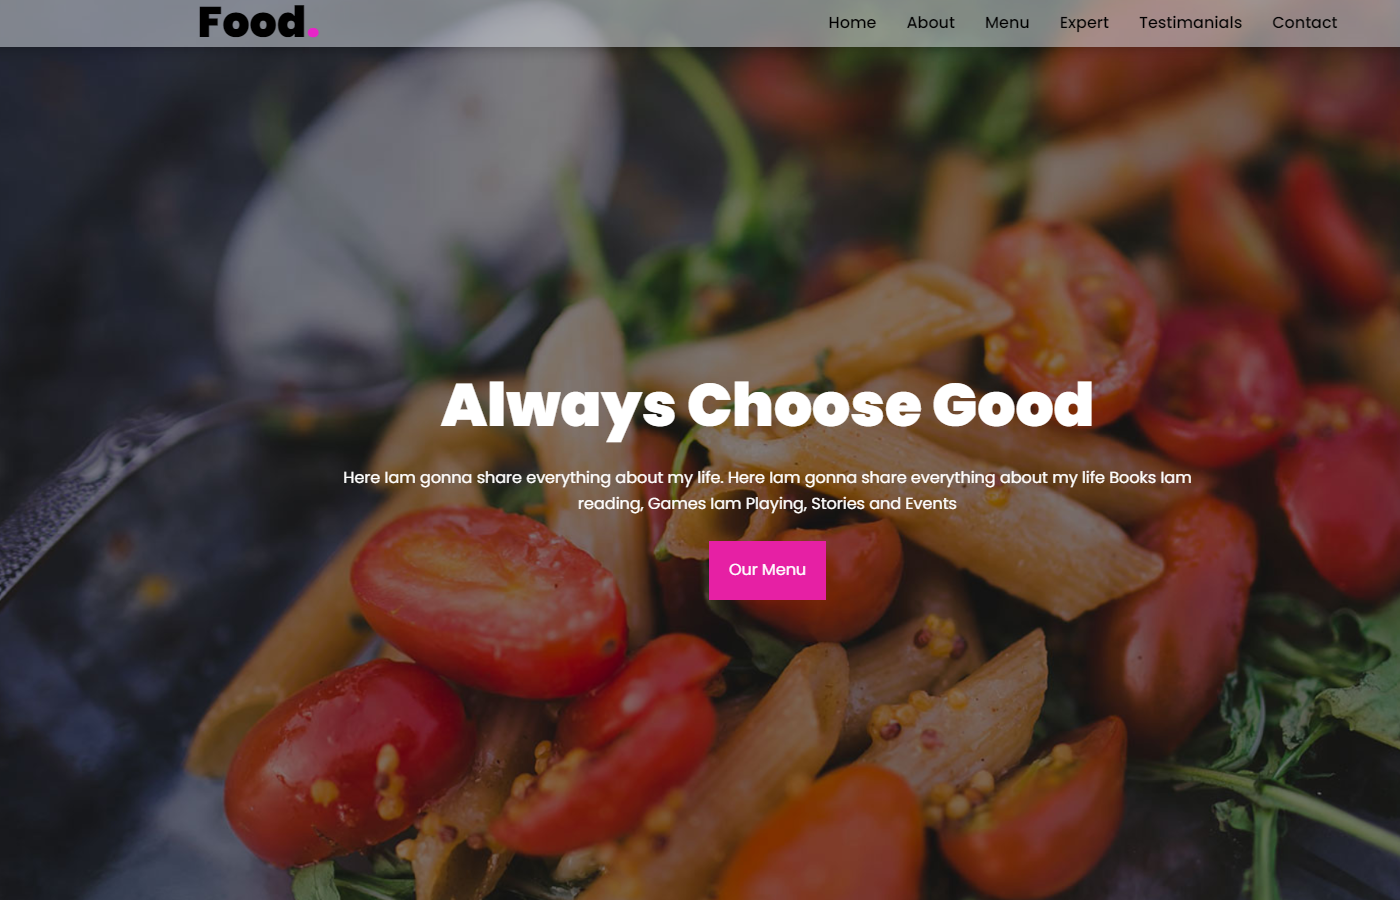 Food.
Home About Menu Expert Testimanials Contact
Always Choose Good
Here Iam gonna share everything about my life. Here Iam gonna share everything about my life Books Iam
reading, Games Iam Playing, Stories and Events
Our Menu